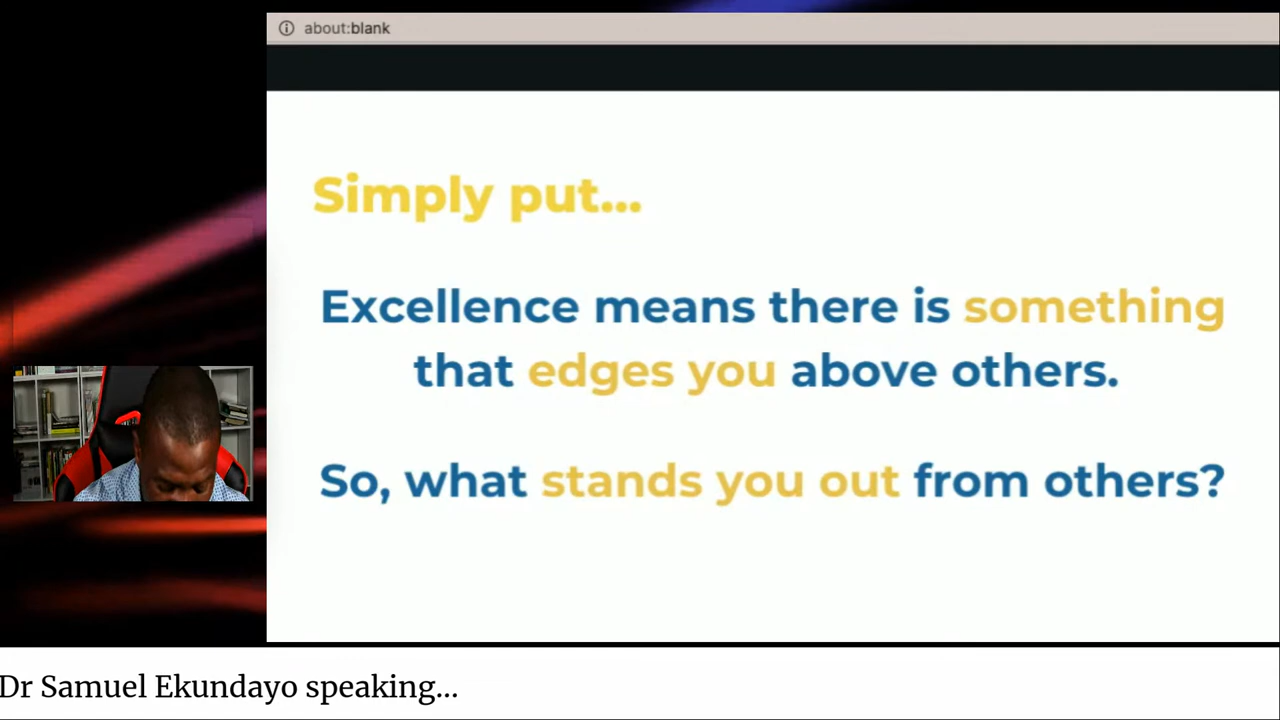 about:blank
Simply put...
Excellence means there is something
that edges you above others.
So, what stands you out from others?
Dr Samuel Ekundayo speaking...